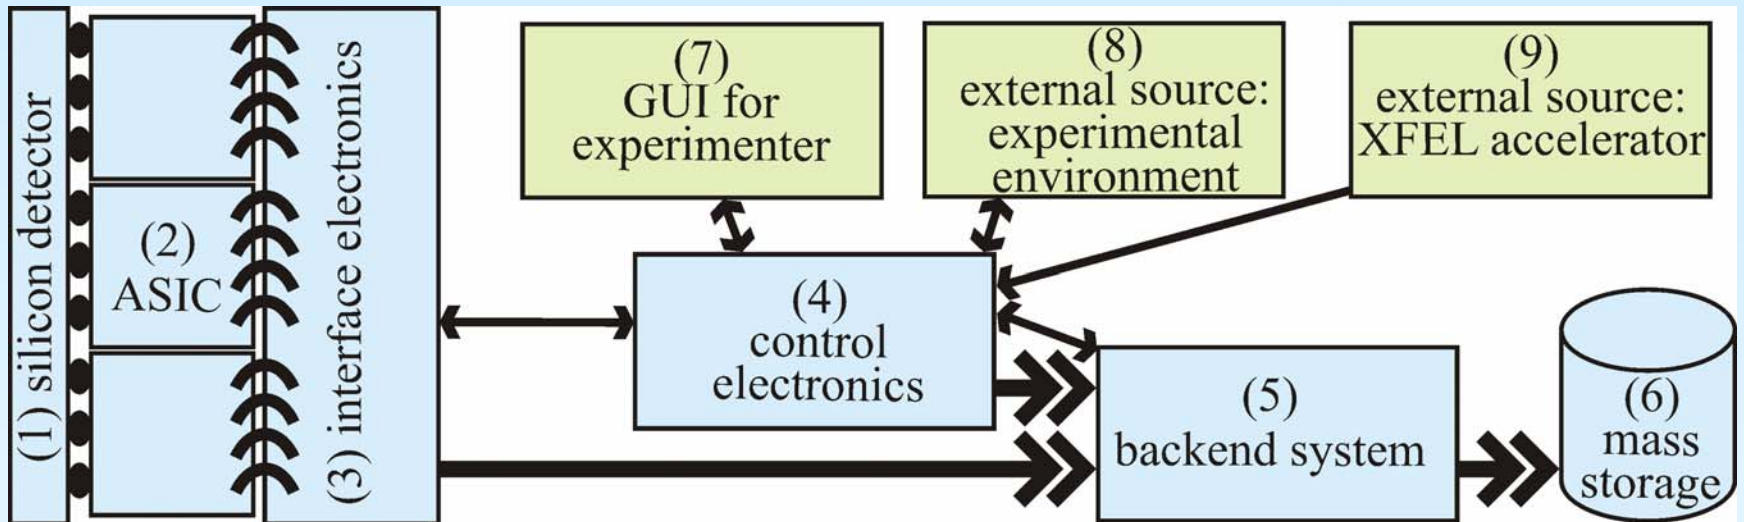 (1) silicon detector
(2)
ASIC
(3) interface electronics
(7)
GUI for
experimenter
(8)
external source:
experimental
environment
(9)
external source:
XFEL accelerator
(4)
control
electronics
(5)
backend system
(6)
mass
storage